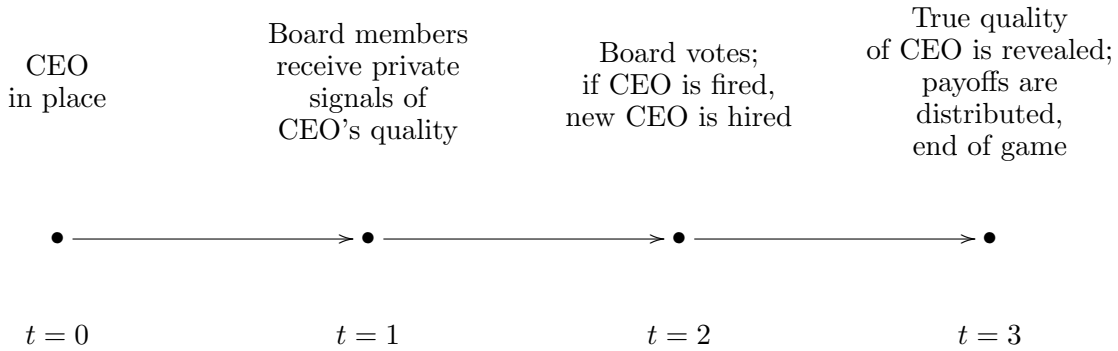 CEO
in place
Board members
receive private
signals of
CEO's quality
Board votes;
if CEO is fired,
new CEO is hired
True quality
of CEO is revealed;
payoffs are
distributed,
end of game
t = 0
t = 1
t = 2
t = 3